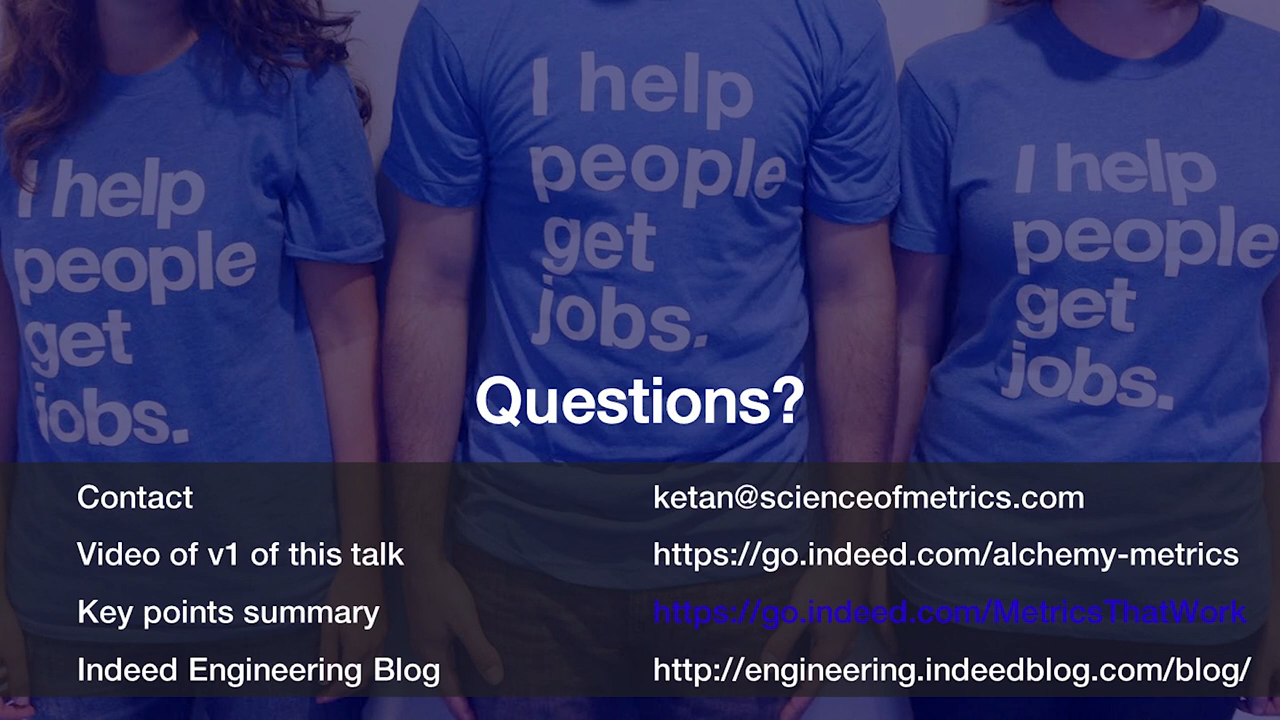 I help
people
get
jobs.
I help
people
get
jobs.
I help
people
get
jobs.
Questions?
Contact ketan@scienceofmetrics.com
Video of v1 of this talk https://go.indeed.com/alchemy-metrics
Key points summary https://go.indeed.com/MetricsThatWork
Indeed Engineering Blog http://engineering.indeedblog.com/blog/